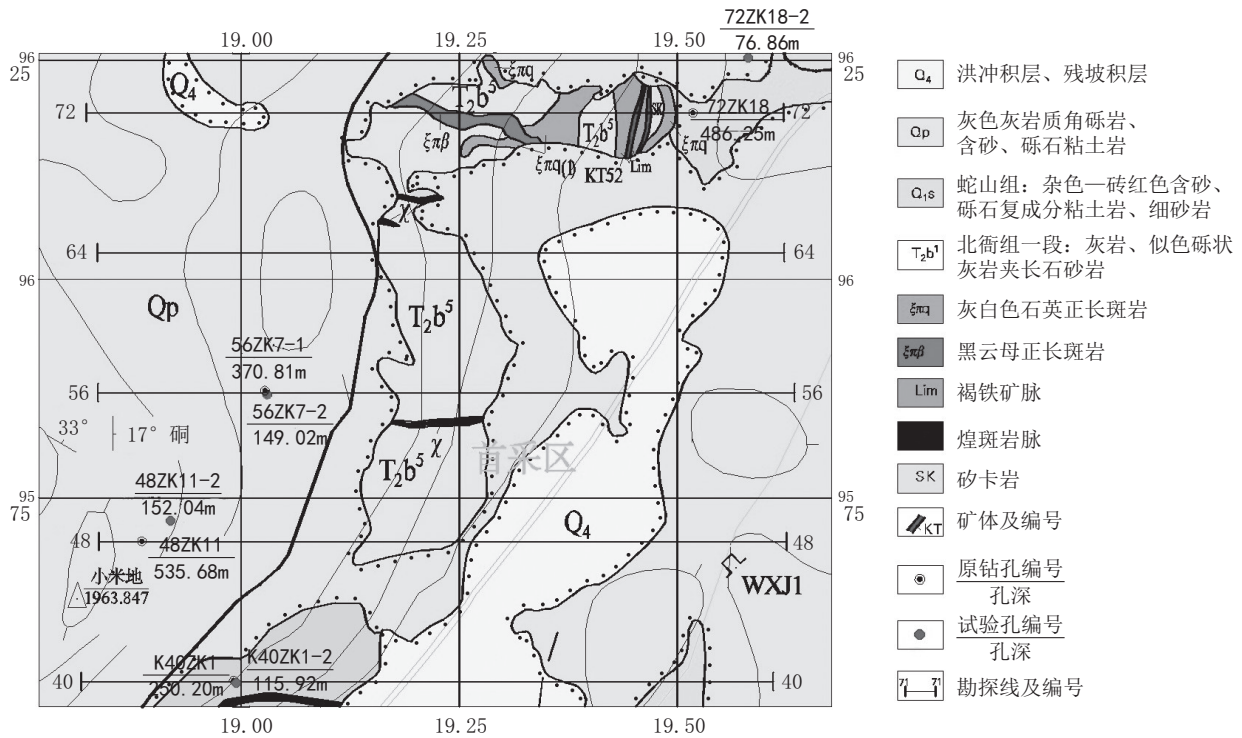 72ZK18-2
76.86m
19.00
19.25
19.50
96
25
96
25
Q4
ξπq
T2b5
72
72ZK18
72
486.25m
SK
T2b5
ξπβ
ξπq(1)
KT52
Lim
ξπq
χ
64
64
96
96
Qp
T2b5
56ZK7-1
370.81m
56
56
56ZK7-2
149.02m
33°
17° 硐
χ
首采区
T2b5
48ZK11-2
152.04m
95
75
95
75
Q4
48
48ZK11
48
535.68m
小米地
1963.847
WXJ1
K40ZK1
K40ZK1-2
40
250.20m
115.92m
40
19.00
19.25
19.50
Q4
洪冲积层、残坡积层
Qp
灰色灰岩质角砾岩、
含砂、砾石粘土岩
Q1s
蛇山组：杂色—砖红色含砂、
砾石复成分粘土岩、细砂岩
T2b1
北衙组一段：灰岩、似色砾状
灰岩夹长石砂岩
ξπq
灰白色石英正长斑岩
ξπβ
黑云母正长斑岩
Lim
褐铁矿脉
煌斑岩脉
SK
矽卡岩
KT
矿体及编号
原钻孔编号
孔深
试验孔编号
孔深
71
71
勘探线及编号